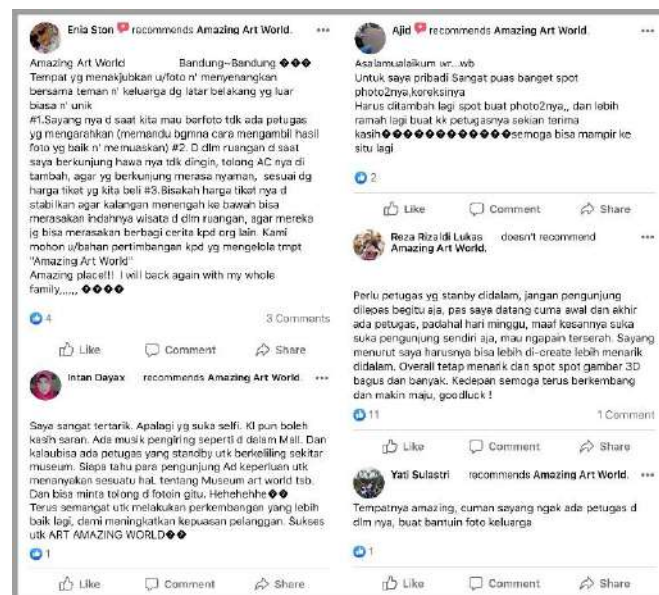 Enia Ston recommends Amazing Art World.
Amazing Art World Bandung~Bandung
Tempat yg menakjubkan u/foto n' menyenangkan
bersama teman n' keluarga dg latar belakang yg luar
biasa n' unik
#1.Sayang nya d saat kita mau berfoto tdk ada petugas
yg mengarahkan (memandu bgmna cara mengambil hasil
foto yg baik n' memuaskan) #2. D dlm ruangan d saat
saya berkunjung hawa nya tdk dingin, tolong AC nya di
tambah, agar yg berkunjung merasa nyaman, sesuai dg
harga tiket yg kita beli #3.Bisakah harga tiket nya d
stabilkan agar kalangan menengah ke bawah bisa
merasakan indahnya wisata d dlm ruangan, agar mereka
jg bisa merasakan berbagi cerita kpd org lain. Kami
mohon u/bahan pertimbangan kpd yg mengelola tmpt
"Amazing Art World"
Amazing place!!! I will back again with my whole
family,,,,,,
4 3 Comments
Like Comment Share
Intan Dayax recommends Amazing Art World.
Saya sangat tertarik. Apalagi yg suka selfi. Kl pun boleh
kasih saran. Ada musik pengiring seperti d dalam Mall. Dan
kalaubisa ada petugas yang standby utk berkeliling sekitar
museum. Siapa tahu para pengunjung Ad keperluan utk
menanyakan sesuatu hal. tentang Museum art world tsb.
Dan bisa minta tolong d fotoin gitu. Hehehehhe
Terus semangat utk melakukan perkembangan yang lebih
baik lagi, demi meningkatkan kepuasan pelanggan. Sukses
utk ART AMAZING WORLD
1
Like Comment Share
Ajid recommends Amazing Art World.
Asalamualaikum wr...wb
Untuk saya pribadi Sangat puas banget spot
photo2nya,kereksinya
Harus ditambah lagi spot buat photo2nya,, dan lebih
ramah lagi buat kk petugasnya sekian terima
kasih semoga bisa mampir ke
situ lagi
2
Like Comment Share
Reza Rizaldi Lukas doesn't recommend
Amazing Art World.
Perlu petugas yg stanby didalam, jangan pengunjung
dilepas begitu aja, pas saya datang cuma awal dan akhir
ada petugas, padahal hari minggu, maaf kesannya suka
suka pengunjung sendiri aja, mau ngapain terserah. Sayang
menurut saya harusnya bisa lebih di-create lebih menarik
didalam. Overall tetap menarik dan spot spot gambar 3D
bagus dan banyak. Kedepan semoga terus berkembang
dan makin maju, goodluck !
11 1 Comment
Like Comment Share
Yati Sulastri recommends Amazing Art World.
Tempatnya amazing, cuman sayang ngak ada petugas d
dlm nya, buat bantuin foto keluarga
1
Like Comment Share